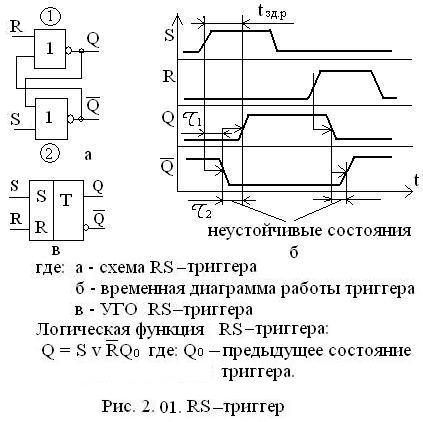 1
R
1
Q
Q̅
S
1
2
а
S
S
T
Q
R
R
Q̅
в
tзд.р
S
R
Q
τ1
Q̅
t
τ2
неустойчивые состояния
б
где: а - схема RS–триггера
б - временная диаграмма работы триггера
в - УГО RS–триггера
Логическая функция RS–триггера:
Q = S v R̅Q0 где: Q0 – предыдущее состояние
триггера.
Рис. 2. 01. RS–триггер